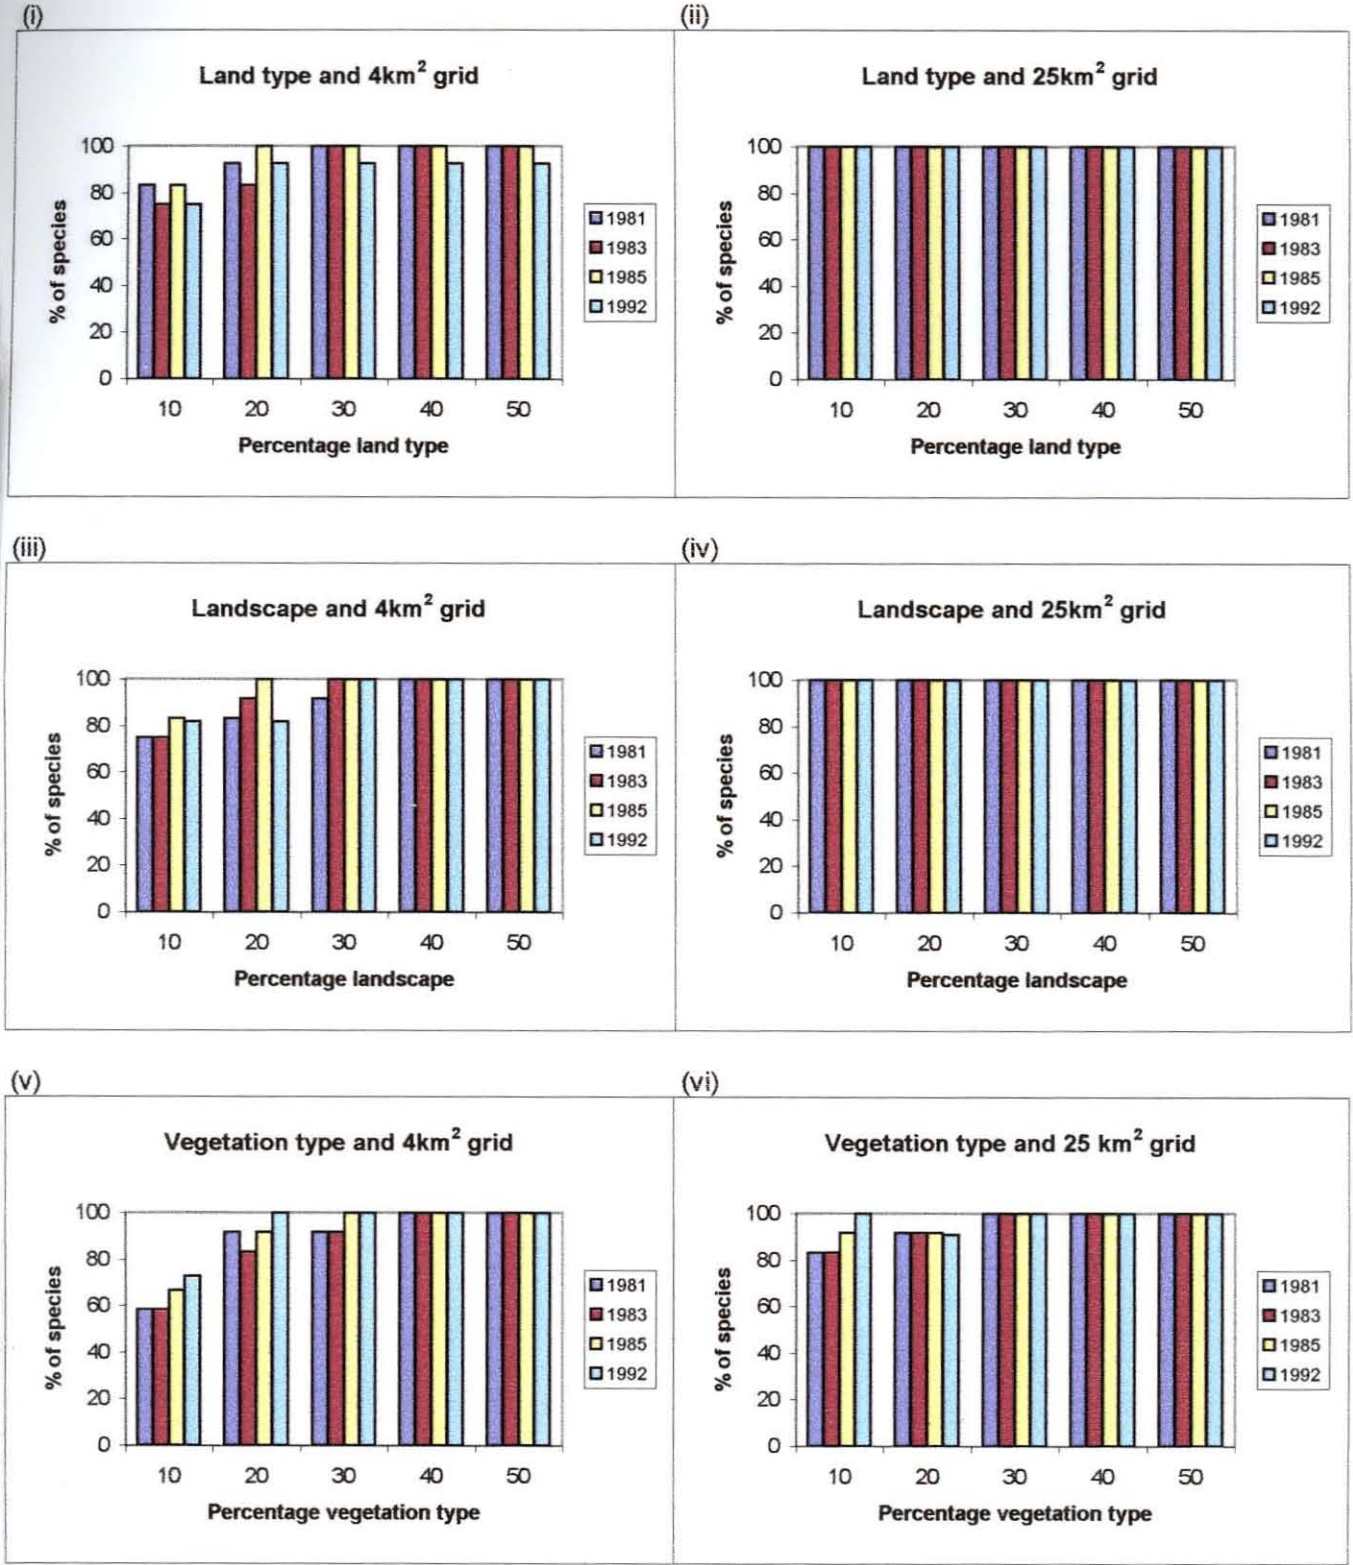 (i)
Land type and 4km² grid
% of species
100
80
60
40
20
0
10 20 30 40 50
Percentage land type
1981
1983
1985
1992
(ii)
Land type and 25km² grid
% of species
100
80
60
40
20
0
10 20 30 40 50
Percentage land type
1981
1983
1985
1992
(iii)
Landscape and 4km² grid
% of species
100
80
60
40
20
0
10 20 30 40 50
Percentage landscape
1981
1983
1985
1992
(iv)
Landscape and 25km² grid
% of species
100
80
60
40
20
0
10 20 30 40 50
Percentage landscape
1981
1983
1985
1992
(v)
Vegetation type and 4km² grid
% of species
100
80
60
40
20
0
10 20 30 40 50
Percentage vegetation type
1981
1983
1985
1992
(vi)
Vegetation type and 25 km² grid
% of species
100
80
60
40
20
0
10 20 30 40 50
Percentage vegetation type
1981
1983
1985
1992